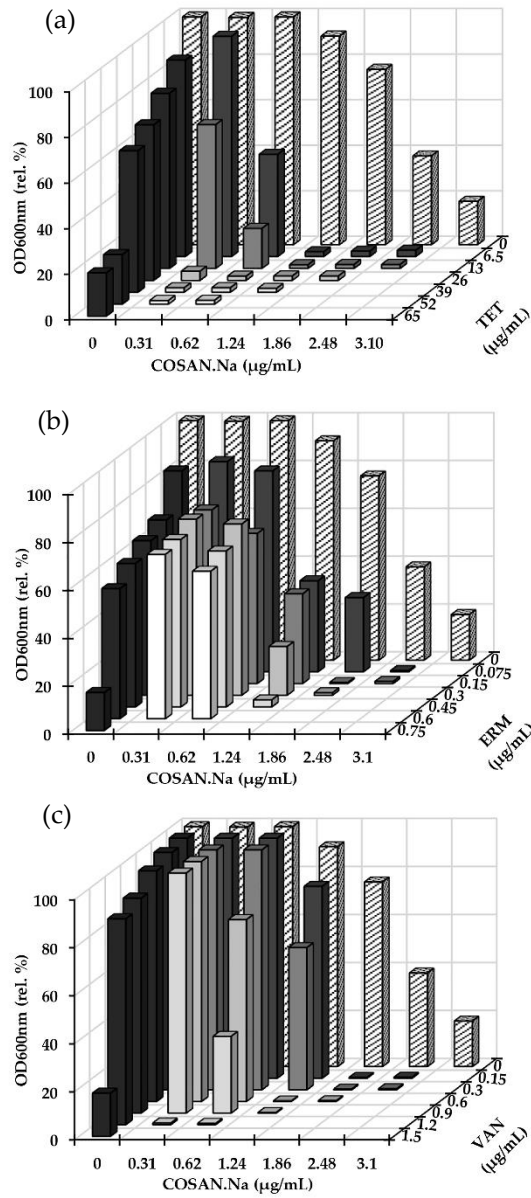 (a)
100
80
60
40
20
0
OD600nm (rel. %)
0 0.31 0.62 1.24 1.86 2.48 3.10
COSAN.Na (µg/mL)
0
6.5
13
26
39
52
65
TET
(µg/mL)
(b)
100
80
60
40
20
0
OD600nm (rel. %)
0 0.31 0.62 1.24 1.86 2.48 3.1
COSAN.Na (µg/mL)
0
0.075
0.15
0.3
0.45
0.6
0.75
ERM
(µg/mL)
(c)
100
80
60
40
20
0
OD600nm (rel. %)
0 0.31 0.62 1.24 1.86 2.48 3.1
COSAN.Na (µg/mL)
0
0.15
0.3
0.6
0.9
1.2
1.5
VAN
(µg/mL)